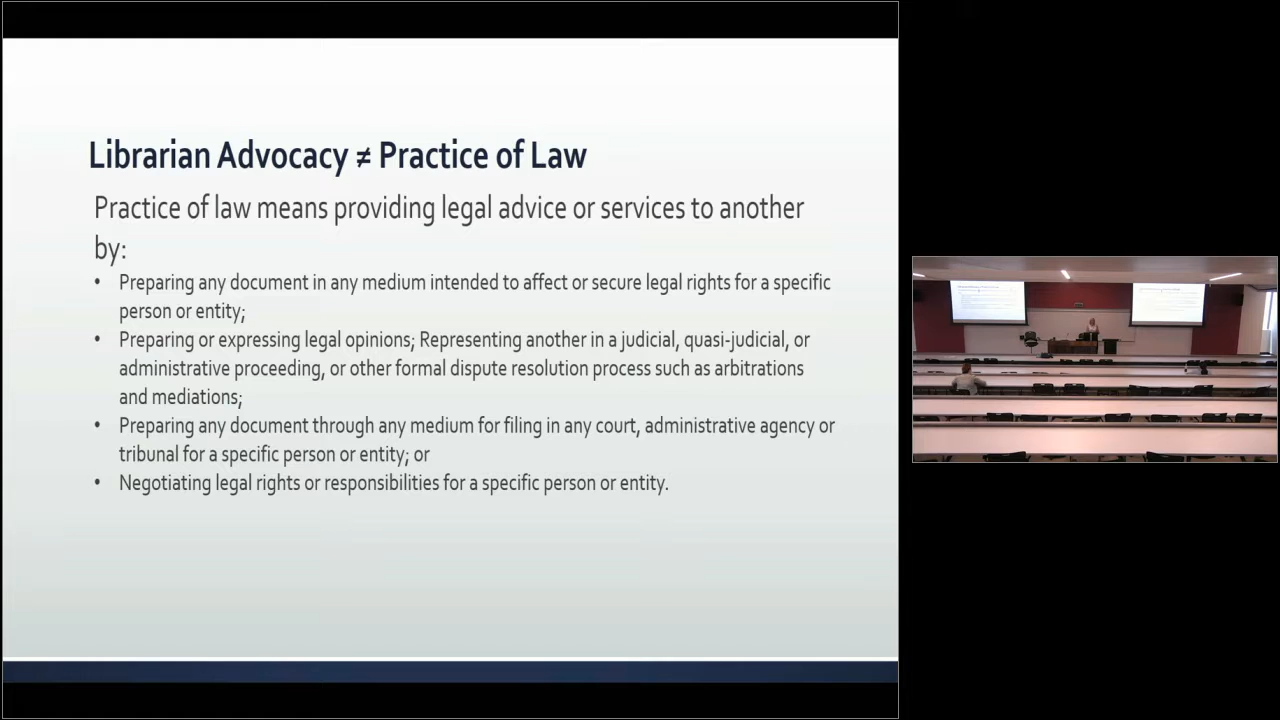 Librarian Advocacy ≠ Practice of Law
Practice of law means providing legal advice or services to another
by:
• Preparing any document in any medium intended to affect or secure legal rights for a specific
person or entity;
• Preparing or expressing legal opinions; Representing another in a judicial, quasi-judicial, or
administrative proceeding, or other formal dispute resolution process such as arbitrations
and mediations;
• Preparing any document through any medium for filing in any court, administrative agency or
tribunal for a specific person or entity; or
• Negotiating legal rights or responsibilities for a specific person or entity.